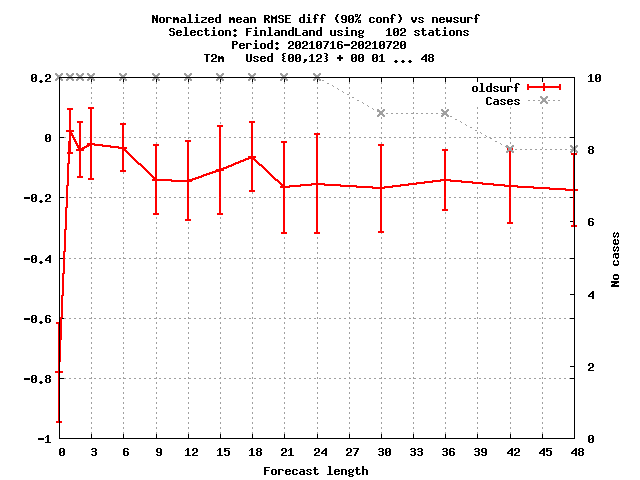 Normalized mean RMSE diff (90% conf) vs newsurf
Selection: FinlandLand using   102 stations
Period: 20210716-20210720
T2m   Used {00,12} + 00 01 ... 48
oldsurf
Cases
0.2
0
-0.2
-0.4
-0.6
-0.8
-1
10
8
6
4
2
0
No cases
0 3 6 9 12 15 18 21 24 27 30 33 36 39 42 45 48
Forecast length